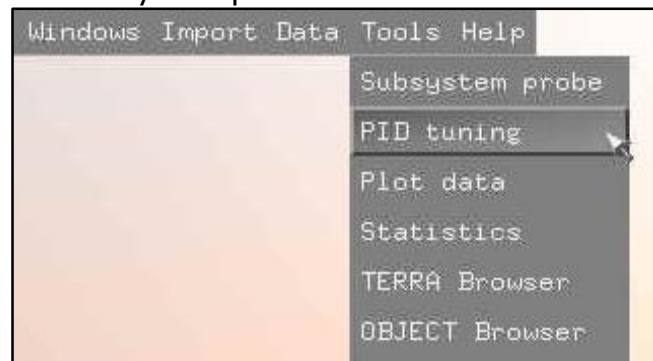 Windows Import Data Tools Help
Subsystem probe
PID tuning
Plot data
Statistics
TERRA Browser
OBJECT Browser